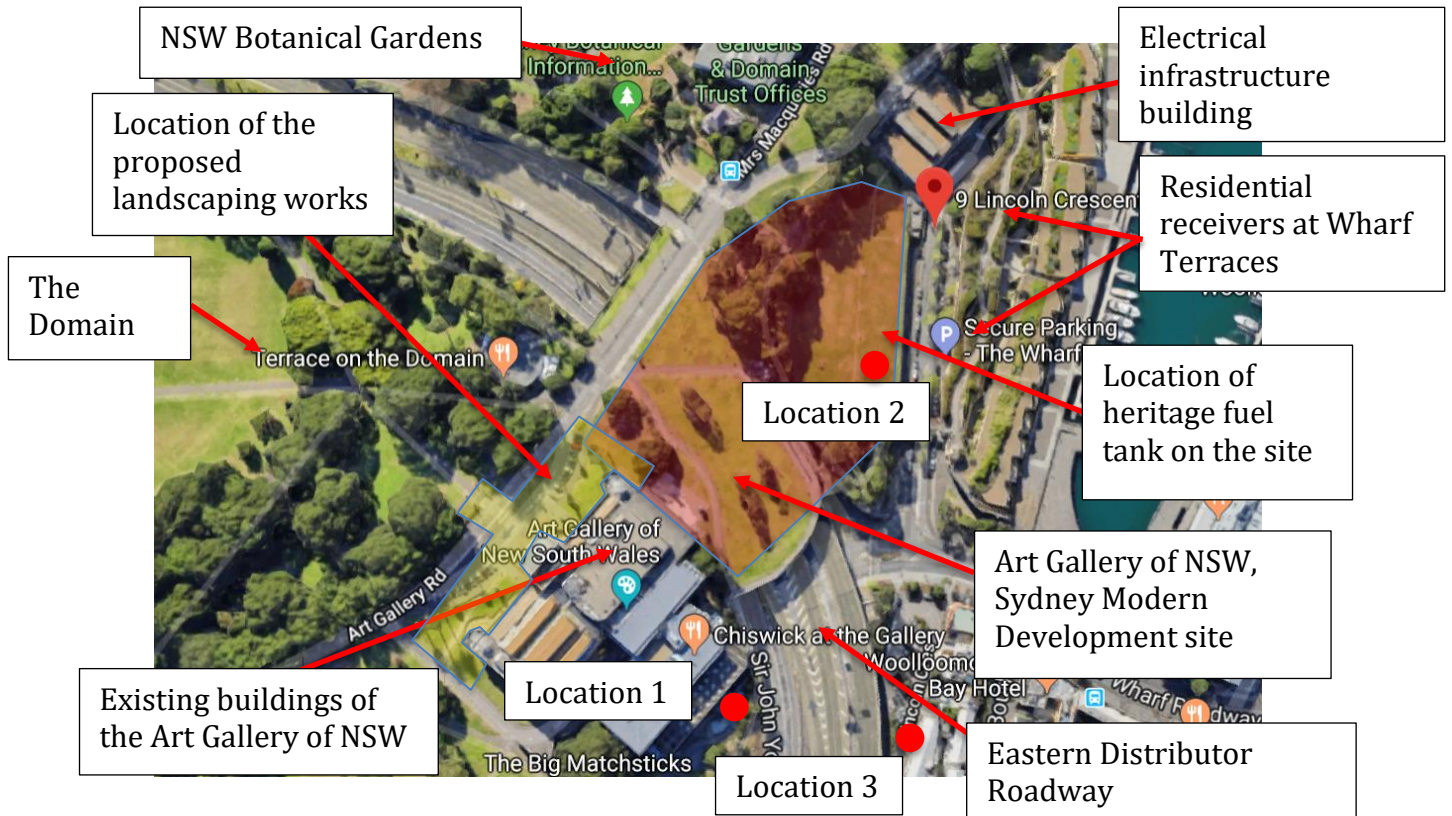 NSW Botanical Gardens
Botanical
Information...
Gardens
& Domain
Trust Offices
Mrs Macquaries Rd
Electrical
infrastructure
building
Location of the
proposed
landscaping works
9 Lincoln Crescent
Residential
receivers at Wharf
Terraces
The
Domain
Terrace on the Domain
P
Secure Parking
- The Wharf
Location 2
Location of
heritage fuel
tank on the site
Art Gallery of
New South Wales
Art Gallery Rd
Art Gallery of NSW,
Sydney Modern
Development site
Chiswick at the Gallery
Bay Hotel
Wharf
Sir John
Existing buildings of
the Art Gallery of NSW
Location 1
The Big Matchsticks
Location 3
Eastern Distributor
Roadway